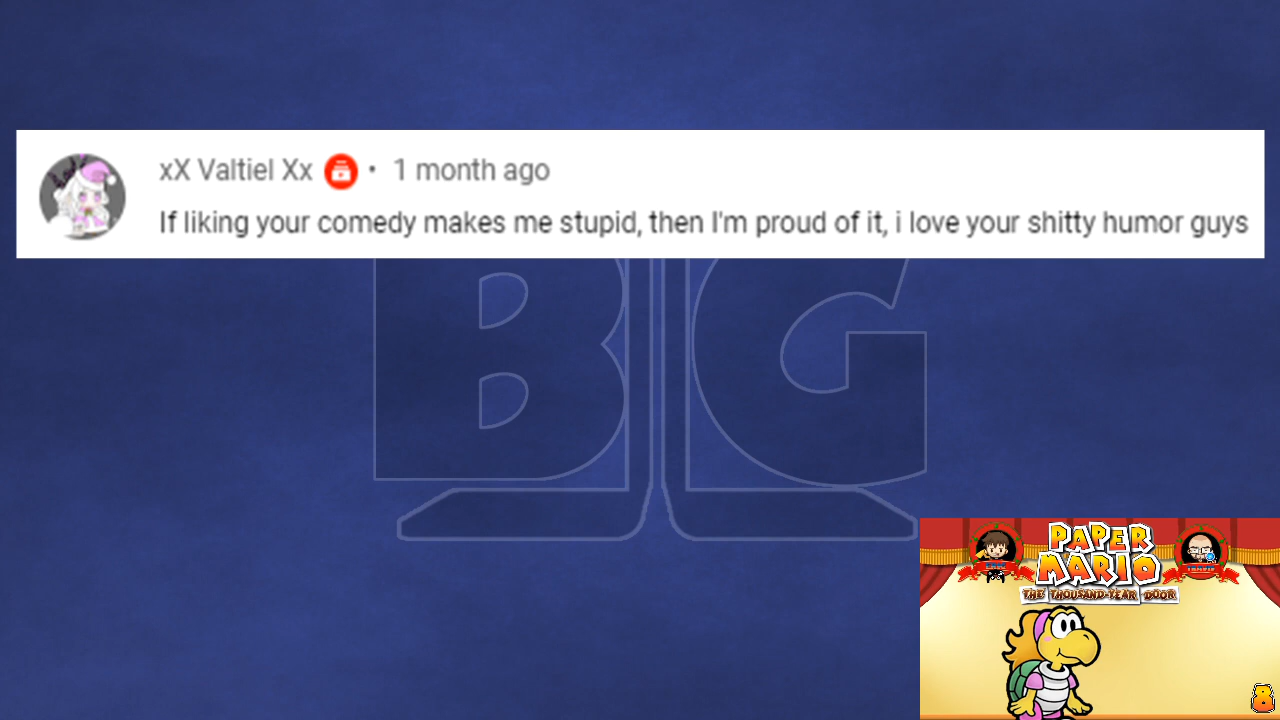 xX Valtiel Xx • 1 month ago
If liking your comedy makes me stupid, then I'm proud of it, i love your shitty humor guys
BG
PAPER
MARIO
THE THOUSAND-YEAR DOOR
8